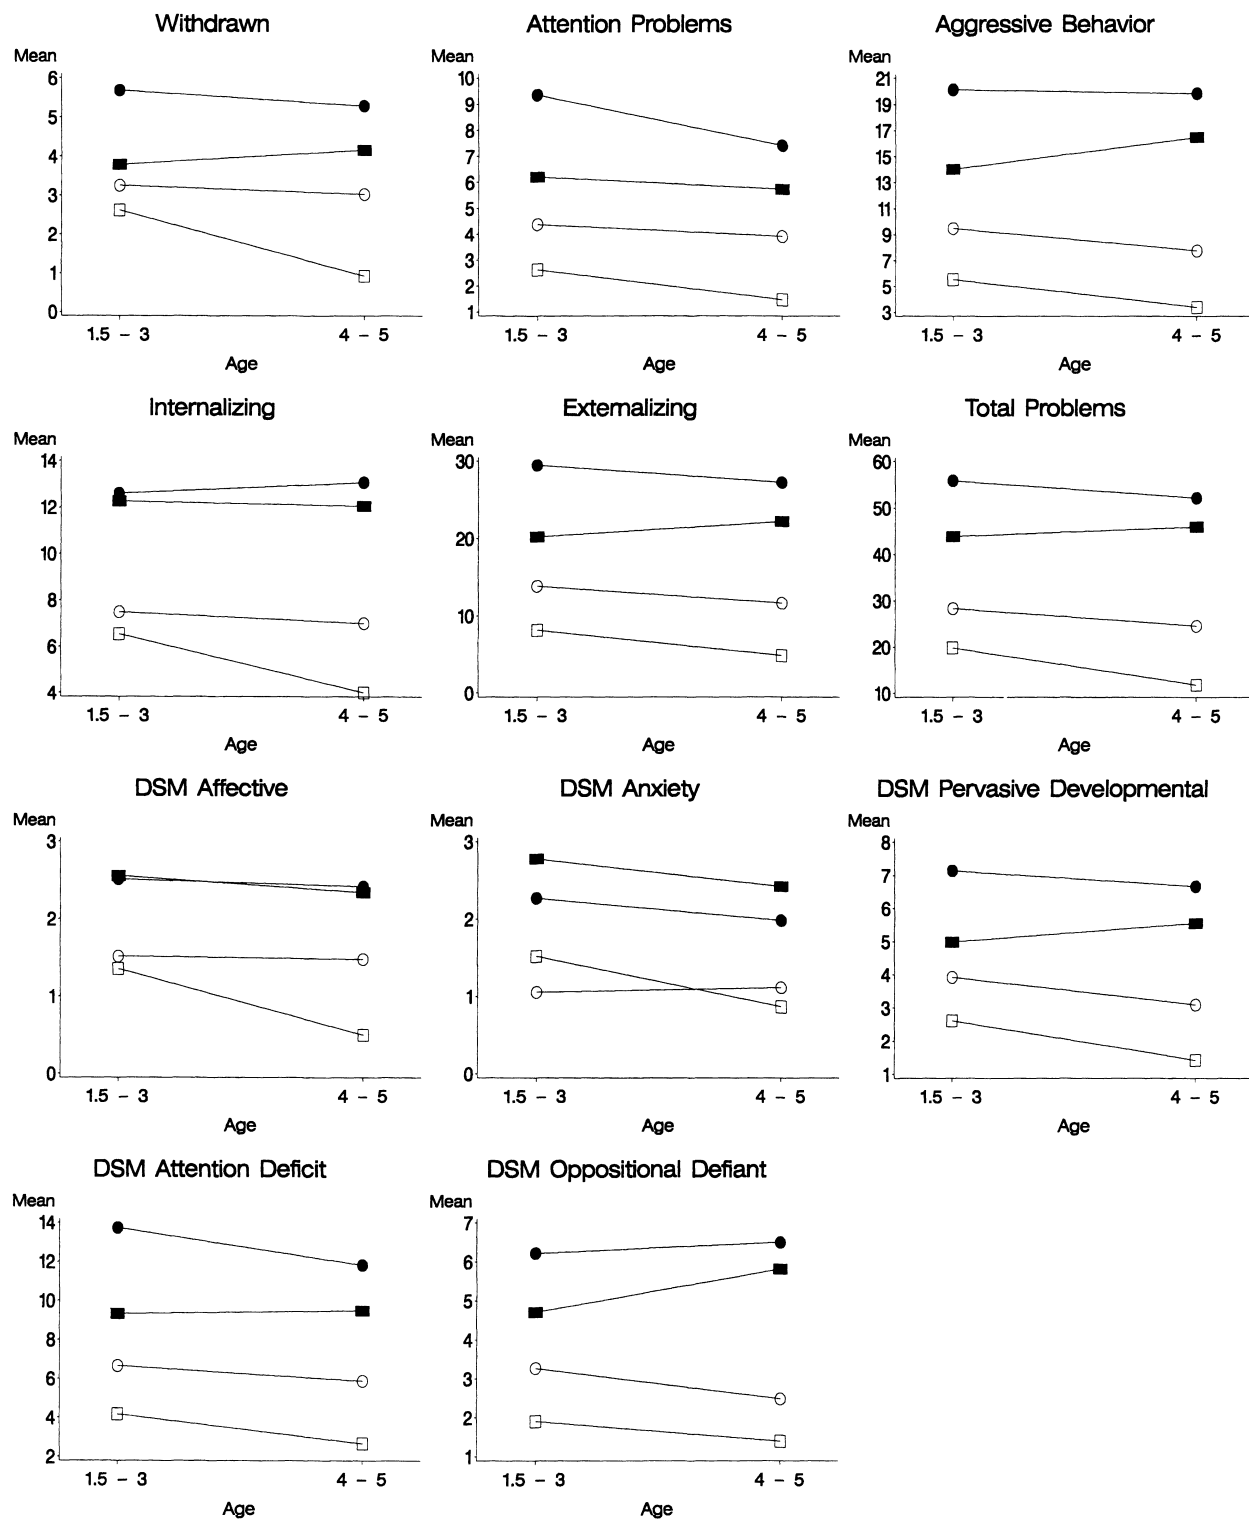 Withdrawn
Mean
6
5
4
3
2
1
0
1.5 - 3
4 - 5
Age
Attention Problems
Mean
10
9
8
7
6
5
4
3
2
1
1.5 - 3
4 - 5
Age
Aggressive Behavior
Mean
21
19
17
15
13
11
9
7
5
3
1.5 - 3
4 - 5
Age
Internalizing
Mean
14
12
10
8
6
4
1.5 - 3
4 - 5
Age
Externalizing
Mean
30
20
10
0
1.5 - 3
4 - 5
Age
Total Problems
Mean
60
50
40
30
20
10
1.5 - 3
4 - 5
Age
DSM Affective
Mean
3
2
1
0
1.5 - 3
4 - 5
Age
DSM Anxiety
Mean
3
2
1
0
1.5 - 3
4 - 5
Age
DSM Pervasive Developmental
Mean
8
7
6
5
4
3
2
1
1.5 - 3
4 - 5
Age
DSM Attention Deficit
Mean
14
12
10
8
6
4
2
1.5 - 3
4 - 5
Age
DSM Oppositional Defiant
Mean
7
6
5
4
3
2
1
1.5 - 3
4 - 5
Age